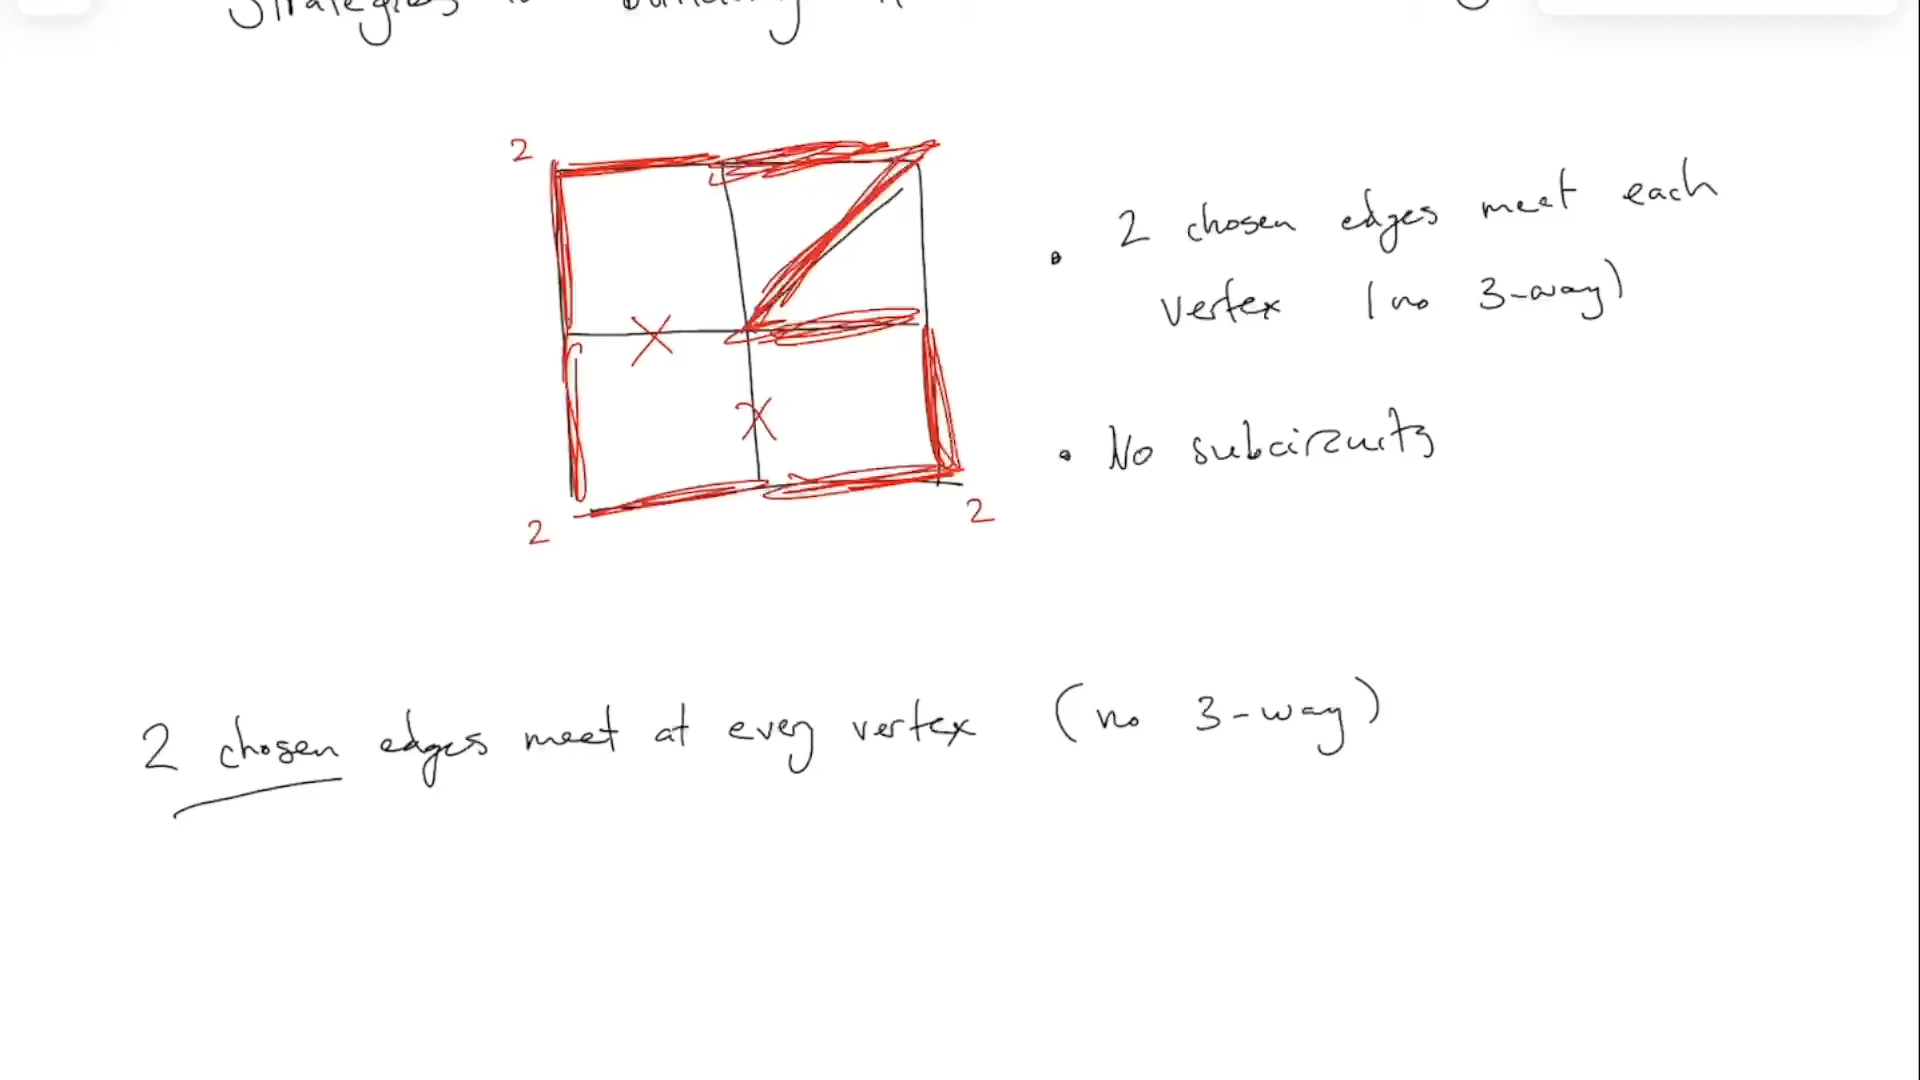 Strategies
2
• 2 chosen edges meet each
vertex (no 3-way)
• No subcircuits
2
2
2 chosen edges meet at every vertex (no 3-way)